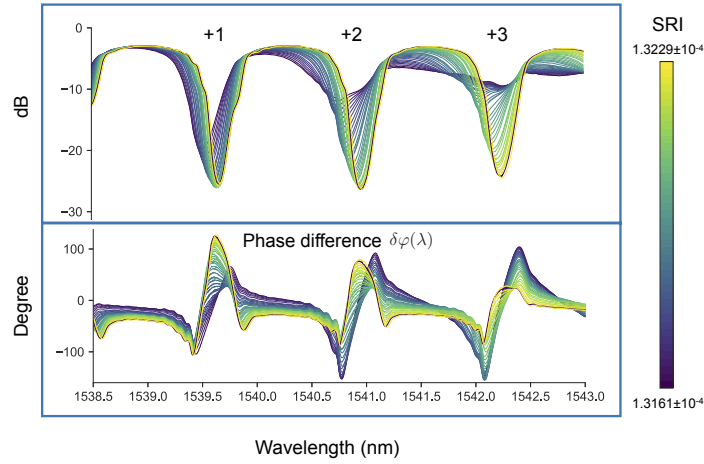 SRI
1.3229±10⁻⁴
0
+1
+2
+3
−10
dB
−20
−30
Phase difference δφ(λ)
100
0
Degree
−100
1538.5 1539.0 1539.5 1540.0 1540.5 1541.0 1541.5 1542.0 1542.5 1543.0
1.3161±10⁻⁴
Wavelength (nm)